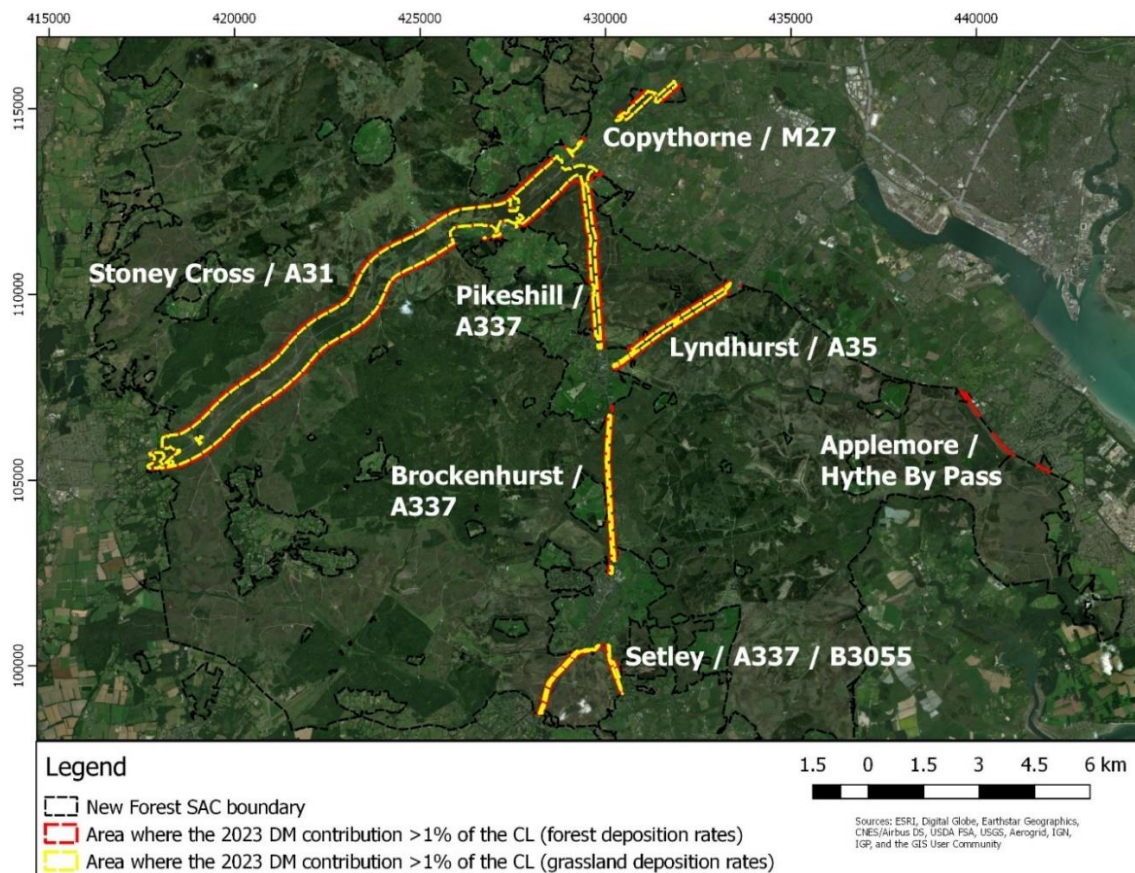 415000
420000
425000
430000
435000
440000
115000
Copythorne / M27
Stoney Cross / A31
110000
Pikeshill /
A337
Lyndhurst / A35
105000
Brockenhurst /
A337
Applemore /
Hythe By Pass
100000
Setley / A337 / B3055
Legend
New Forest SAC boundary
Area where the 2023 DM contribution >1% of the CL (forest deposition rates)
Area where the 2023 DM contribution >1% of the CL (grassland deposition rates)
1.5 0 1.5 3 4.5 6 km
Sources: ESRI, Digital Globe, Earthstar Geographics,
CNES/Airbus DS, USDA FSA, USGS, Aerogrid, IGN,
IGP, and the GIS User Community